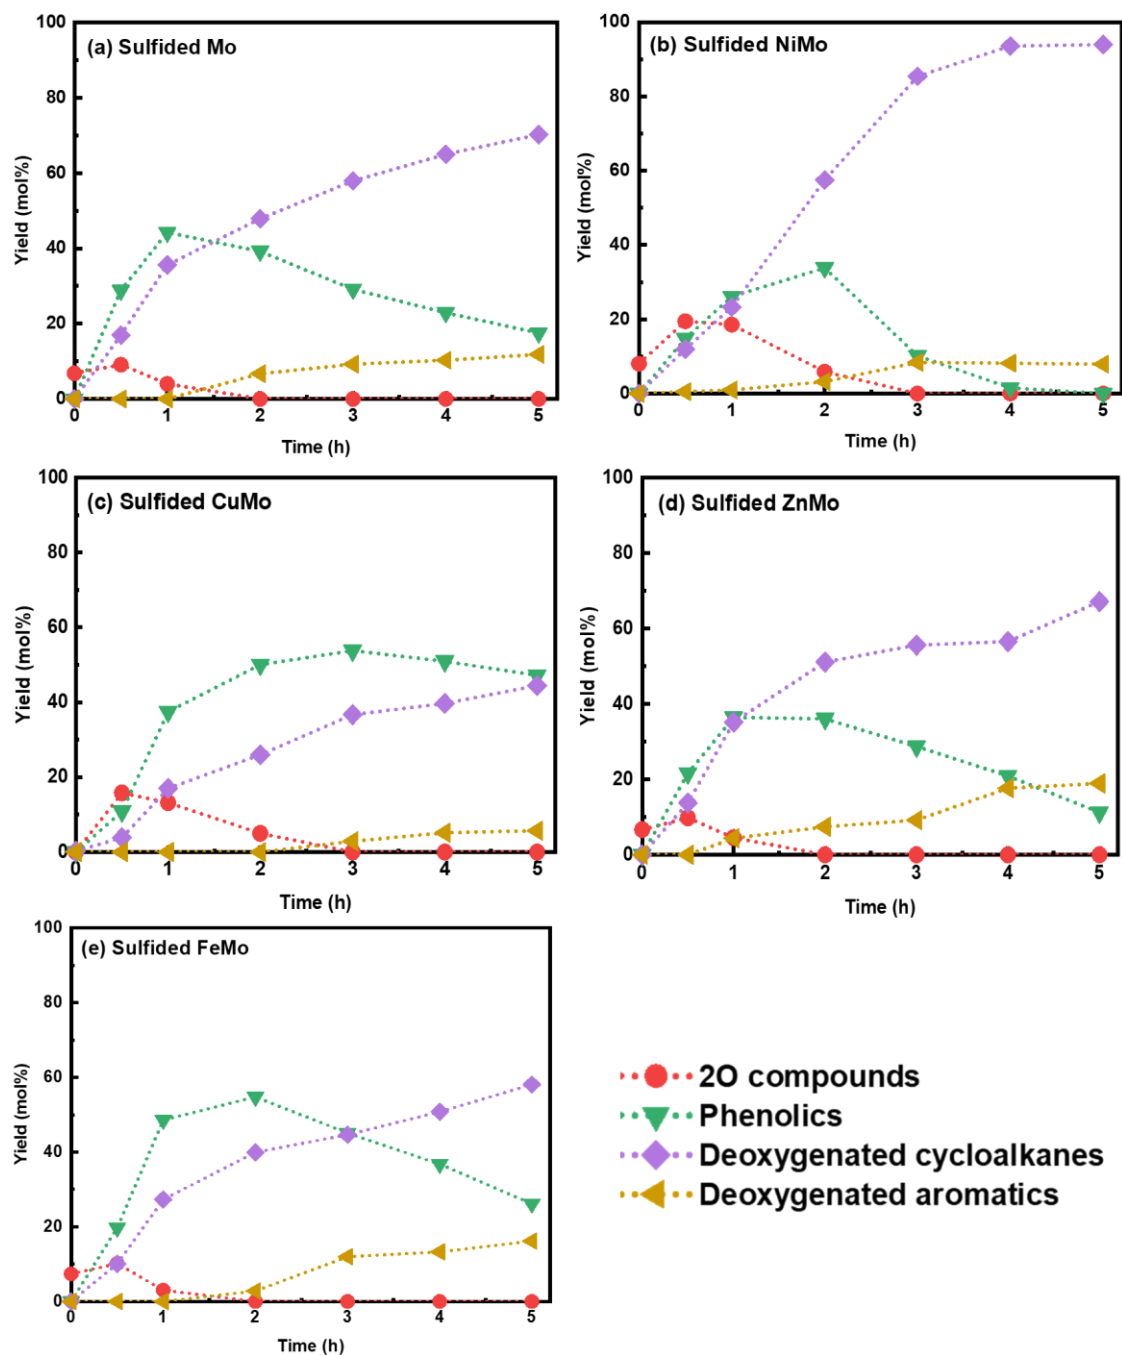 (a) Sulfided Mo
100
80
60
40
20
0
Yield (mol%)
0 1 2 3 4 5
Time (h)
(b) Sulfided NiMo
100
80
60
40
20
0
Yield (mol%)
0 1 2 3 4 5
Time (h)
(c) Sulfided CuMo
100
80
60
40
20
0
Yield (mol%)
0 1 2 3 4 5
Time (h)
(d) Sulfided ZnMo
100
80
60
40
20
0
Yield (mol%)
0 1 2 3 4 5
Time (h)
(e) Sulfided FeMo
100
80
60
40
20
0
Yield (mol%)
0 1 2 3 4 5
Time (h)
2O compounds
Phenolics
Deoxygenated cycloalkanes
Deoxygenated aromatics